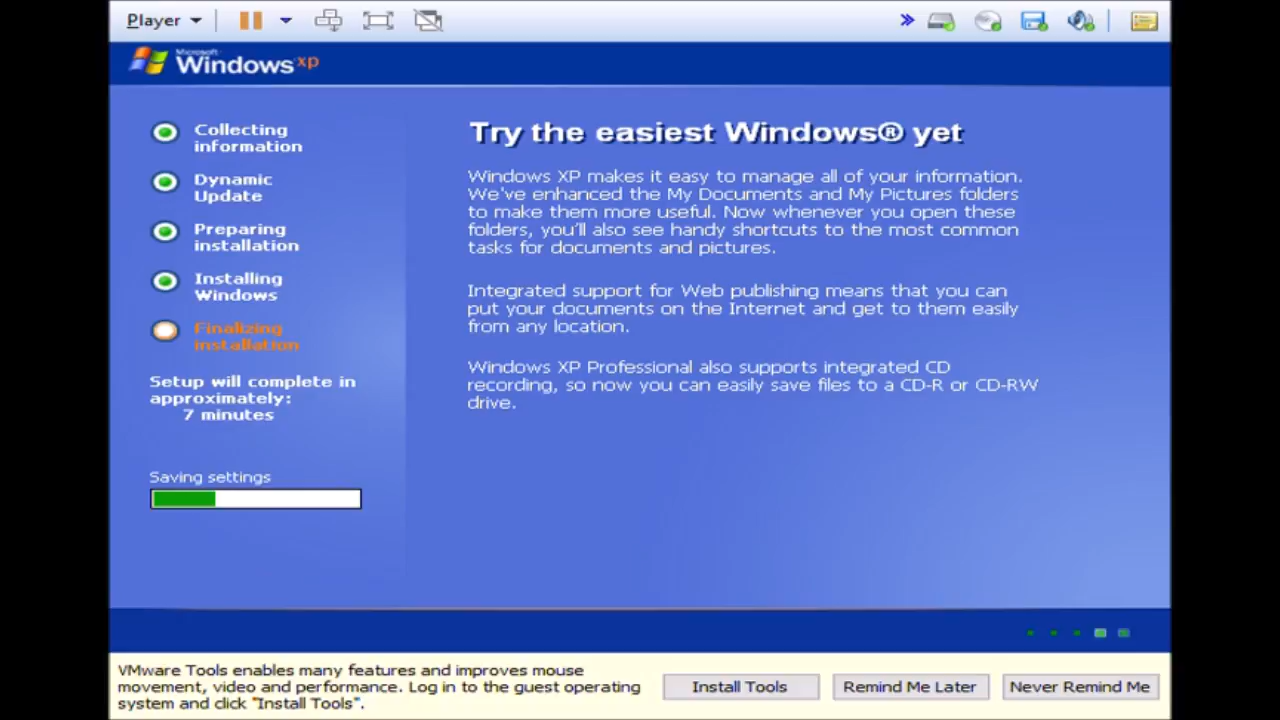 Player
Microsoft
Windows xp
Collecting
information
Dynamic
Update
Preparing
installation
Installing
Windows
Finalizing
installation
Setup will complete in
approximately:
7 minutes
Saving settings
Try the easiest Windows® yet
Windows XP makes it easy to manage all of your information.
We've enhanced the My Documents and My Pictures folders
to make them more useful. Now whenever you open these
folders, you'll also see handy shortcuts to the most common
tasks for documents and pictures.
Integrated support for Web publishing means that you can
put your documents on the Internet and get to them easily
from any location.
Windows XP Professional also supports integrated CD
recording, so now you can easily save files to a CD-R or CD-RW
drive.
VMware Tools enables many features and improves mouse
movement, video and performance. Log in to the guest operating
system and click "Install Tools".
Install Tools
Remind Me Later
Never Remind Me